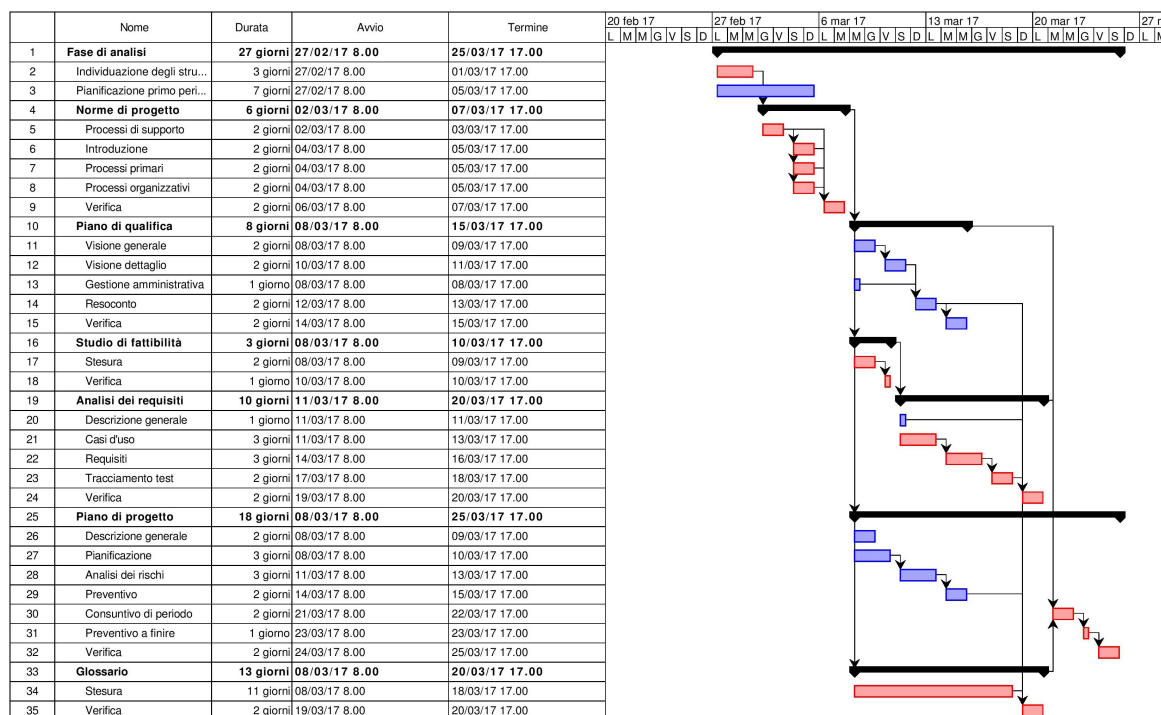 Nome Durata Avvio Termine 20 feb 17 27 feb 17 6 mar 17 13 mar 17 20 mar 17 27 m
L M M G V S D L M M G V S D L M M G V S D L M M G V S D L M M G V S D L
1 Fase di analisi 27 giorni 27/02/17 8.00 25/03/17 17.00
2 Individuazione degli stru... 3 giorni 27/02/17 8.00 01/03/17 17.00
3 Pianificazione primo peri... 7 giorni 27/02/17 8.00 05/03/17 17.00
4 Norme di progetto 6 giorni 02/03/17 8.00 07/03/17 17.00
5 Processi di supporto 2 giorni 02/03/17 8.00 03/03/17 17.00
6 Introduzione 2 giorni 04/03/17 8.00 05/03/17 17.00
7 Processi primari 2 giorni 04/03/17 8.00 05/03/17 17.00
8 Processi organizzativi 2 giorni 04/03/17 8.00 05/03/17 17.00
9 Verifica 2 giorni 06/03/17 8.00 07/03/17 17.00
10 Piano di qualifica 8 giorni 08/03/17 8.00 15/03/17 17.00
11 Visione generale 2 giorni 08/03/17 8.00 09/03/17 17.00
12 Visione dettaglio 2 giorni 10/03/17 8.00 11/03/17 17.00
13 Gestione amministrativa 1 giorno 08/03/17 8.00 08/03/17 17.00
14 Resoconto 2 giorni 12/03/17 8.00 13/03/17 17.00
15 Verifica 2 giorni 14/03/17 8.00 15/03/17 17.00
16 Studio di fattibilità 3 giorni 08/03/17 8.00 10/03/17 17.00
17 Stesura 2 giorni 08/03/17 8.00 09/03/17 17.00
18 Verifica 1 giorno 10/03/17 8.00 10/03/17 17.00
19 Analisi dei requisiti 10 giorni 11/03/17 8.00 20/03/17 17.00
20 Descrizione generale 1 giorno 11/03/17 8.00 11/03/17 17.00
21 Casi d'uso 3 giorni 11/03/17 8.00 13/03/17 17.00
22 Requisiti 3 giorni 14/03/17 8.00 16/03/17 17.00
23 Tracciamento test 2 giorni 17/03/17 8.00 18/03/17 17.00
24 Verifica 2 giorni 19/03/17 8.00 20/03/17 17.00
25 Piano di progetto 18 giorni 08/03/17 8.00 25/03/17 17.00
26 Descrizione generale 2 giorni 08/03/17 8.00 09/03/17 17.00
27 Pianificazione 3 giorni 08/03/17 8.00 10/03/17 17.00
28 Analisi dei rischi 3 giorni 11/03/17 8.00 13/03/17 17.00
29 Preventivo 2 giorni 14/03/17 8.00 15/03/17 17.00
30 Consuntivo di periodo 2 giorni 21/03/17 8.00 22/03/17 17.00
31 Preventivo a finire 1 giorno 23/03/17 8.00 23/03/17 17.00
32 Verifica 2 giorni 24/03/17 8.00 25/03/17 17.00
33 Glossario 13 giorni 08/03/17 8.00 20/03/17 17.00
34 Stesura 11 giorni 08/03/17 8.00 18/03/17 17.00
35 Verifica 2 giorni 19/03/17 8.00 20/03/17 17.00